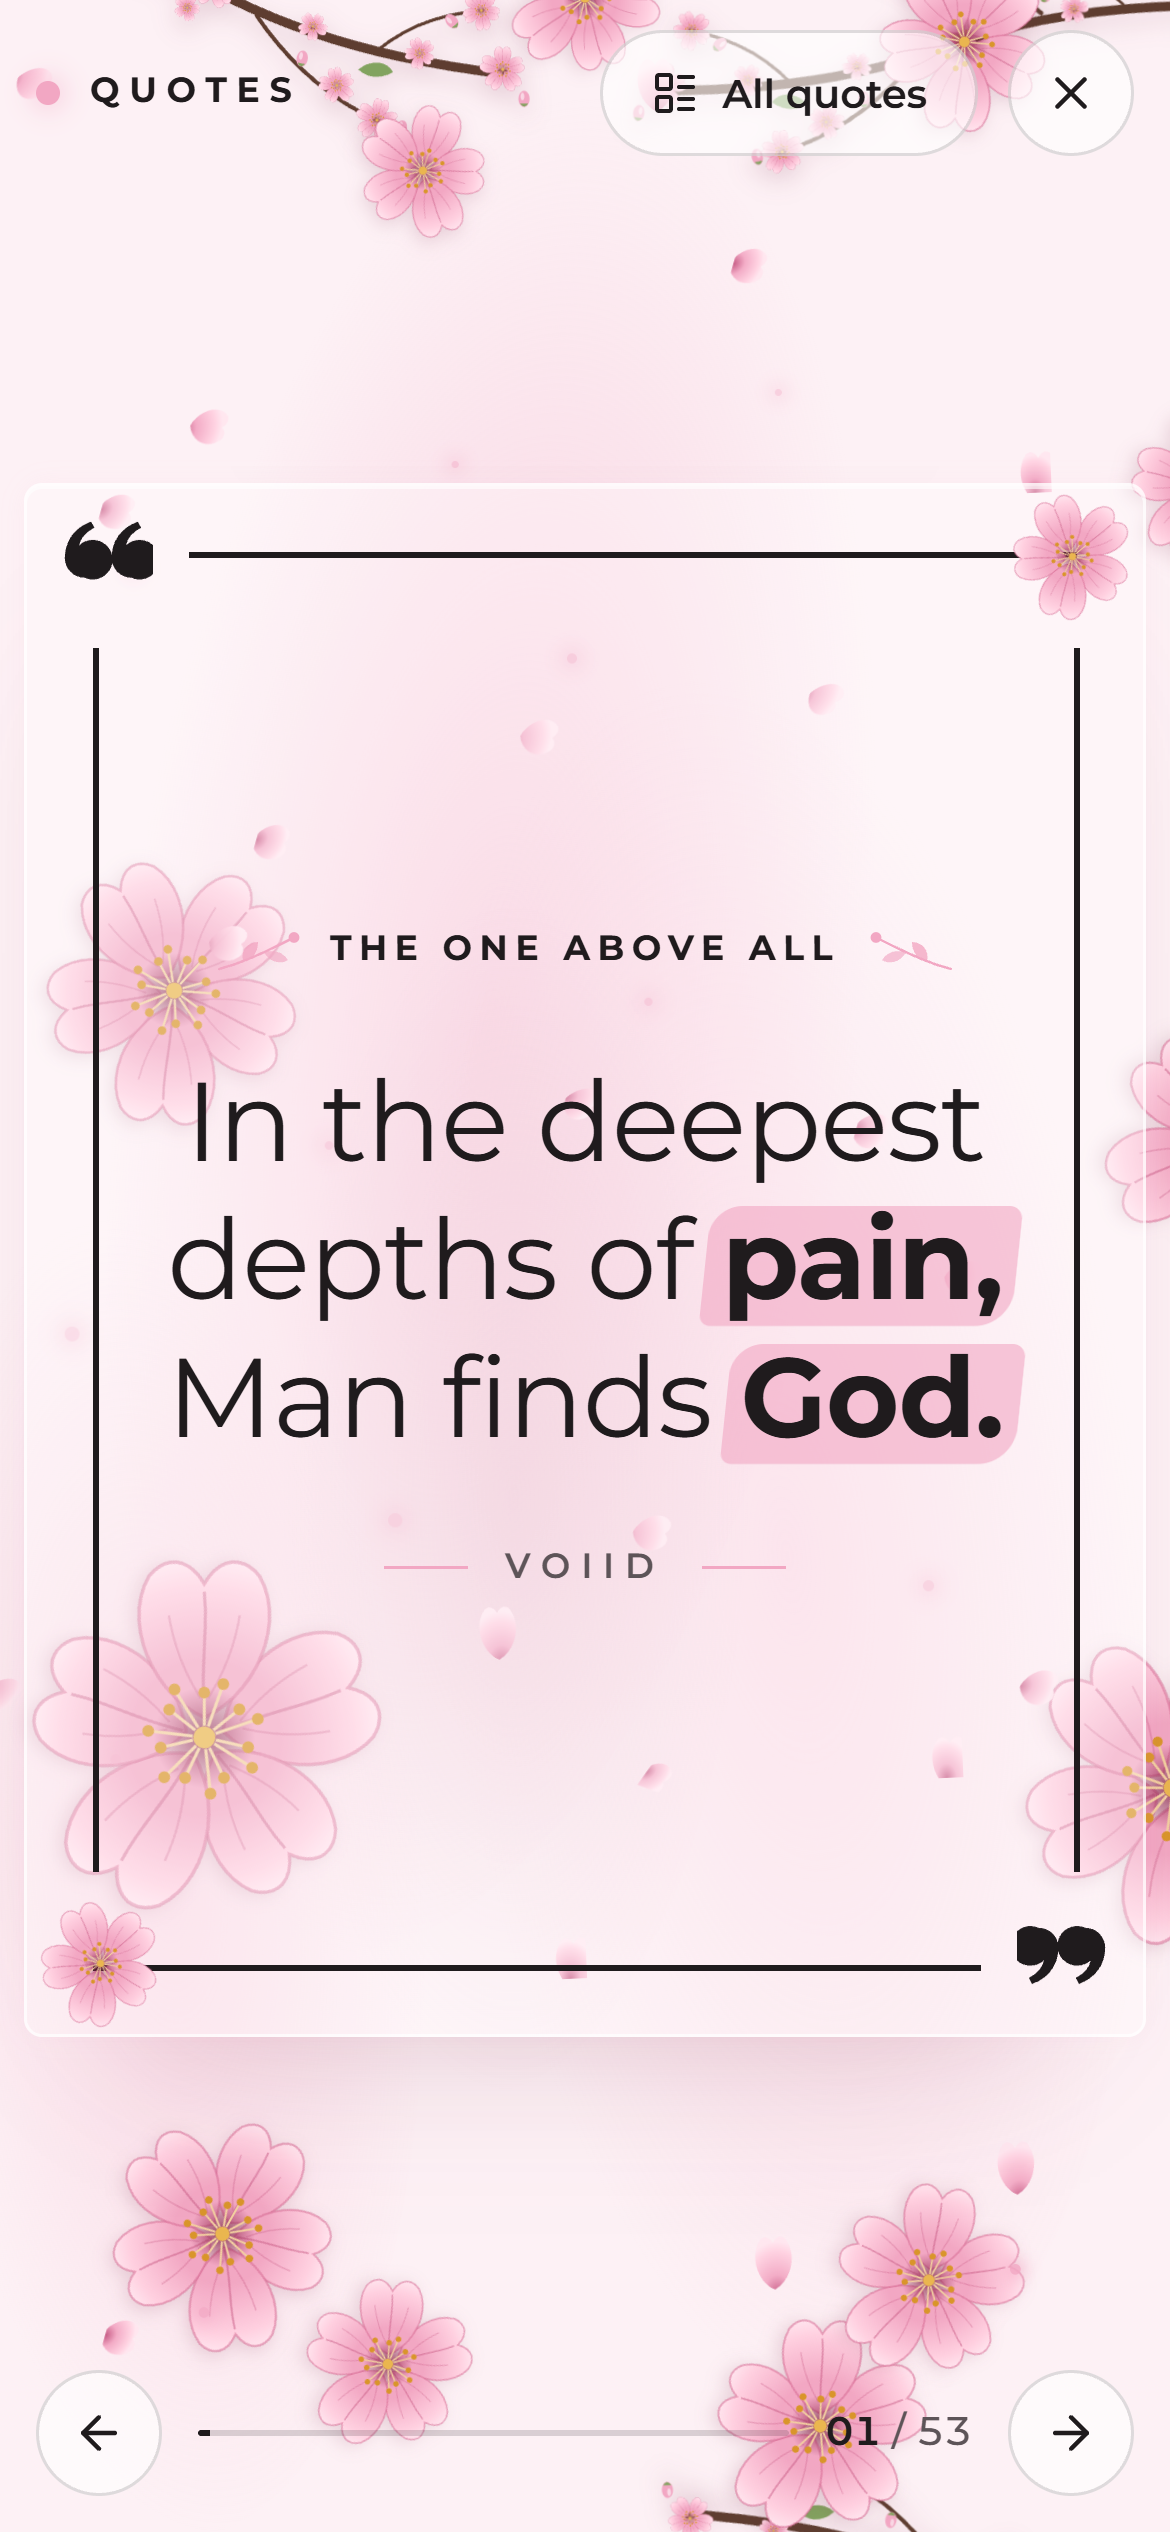 QUOTES
All quotes
❝
THE ONE ABOVE ALL
In the deepest
depths of pain,
Man finds God.
VOIID
❞
01 / 53